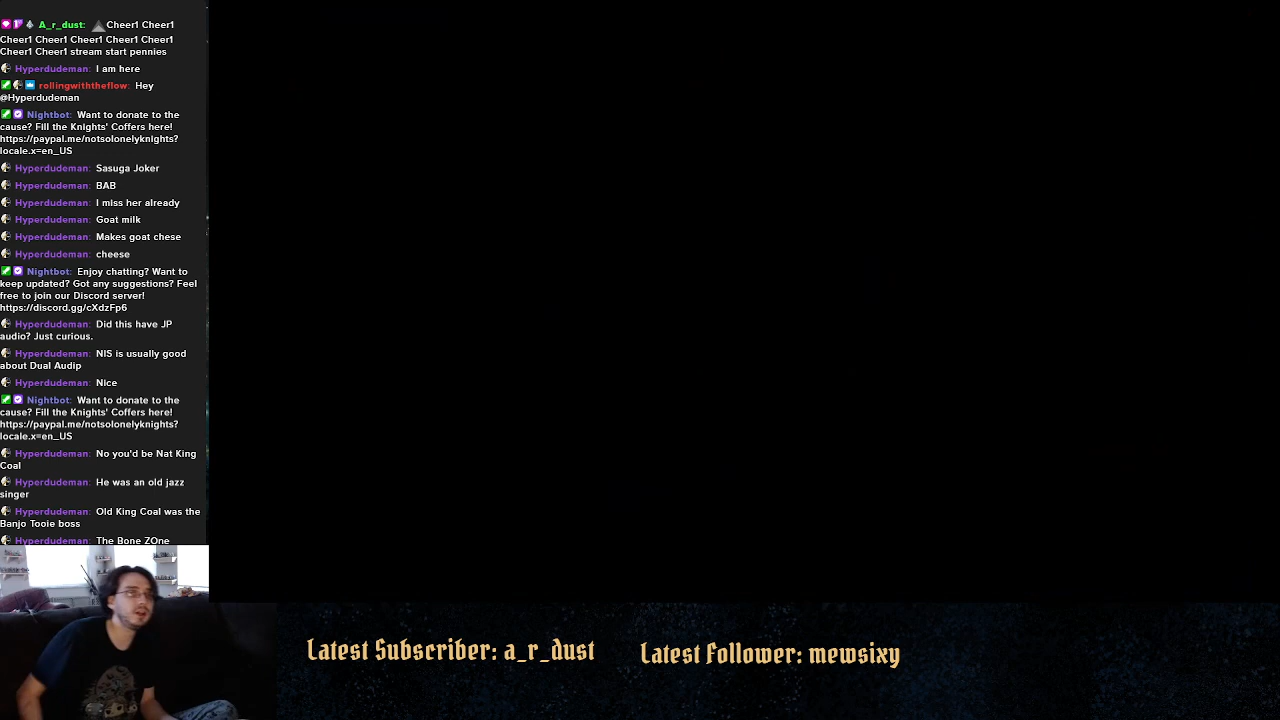 A_r_dust: Cheer1 Cheer1
Cheer1 Cheer1 Cheer1 Cheer1 Cheer1
Cheer1 Cheer1 stream start pennies
Hyperdudeman: I am here
rollingwiththeflow: Hey
@Hyperdudeman
Nightbot: Want to donate to the
cause? Fill the Knights' Coffers here!
https://paypal.me/notsolonelyknights?
locale.x=en_US
Hyperdudeman: Sasuga Joker
Hyperdudeman: BAB
Hyperdudeman: I miss her already
Hyperdudeman: Goat milk
Hyperdudeman: Makes goat chese
Hyperdudeman: cheese
Nightbot: Enjoy chatting? Want to
keep updated? Got any suggestions? Feel
free to join our Discord server!
https://discord.gg/cXdzFp6
Hyperdudeman: Did this have JP
audio? Just curious.
Hyperdudeman: NIS is usually good
about Dual Audip
Hyperdudeman: Nice
Nightbot: Want to donate to the
cause? Fill the Knights' Coffers here!
https://paypal.me/notsolonelyknights?
locale.x=en_US
Hyperdudeman: No you'd be Nat King
Coal
Hyperdudeman: He was an old jazz
singer
Hyperdudeman: Old King Coal was the
Banjo Tooie boss
Hyperdudeman: The Bone ZOne
Latest Subscriber: a_r_dust
Latest Follower: mewsixy